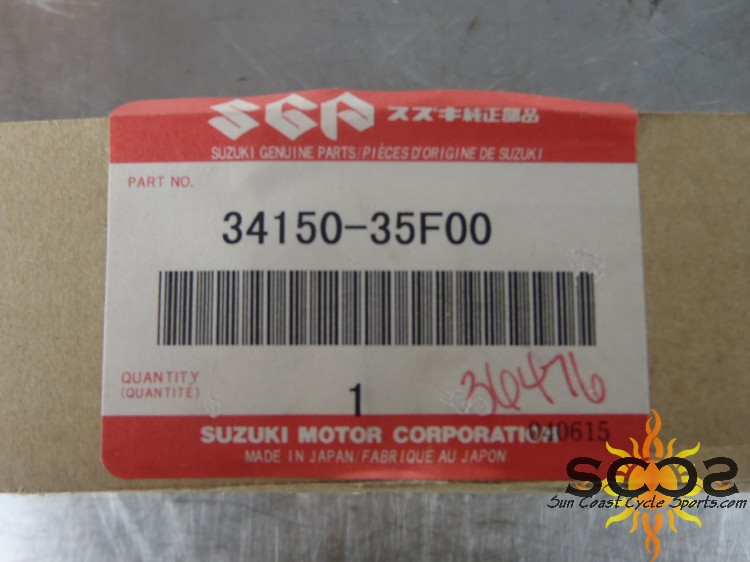 SGP スズキ純正部品
SUZUKI GENUINE PARTS/PIÈCES D'ORIGINE DE SUZUKI
PART NO.
34150-35F00
QUANTITY
(QUANTITÉ)
1
36476
040615
SUZUKI MOTOR CORPORATION
MADE IN JAPAN/FABRIQUÉ AU JAPON
SCCS
Sun Coast Cycle Sports.com